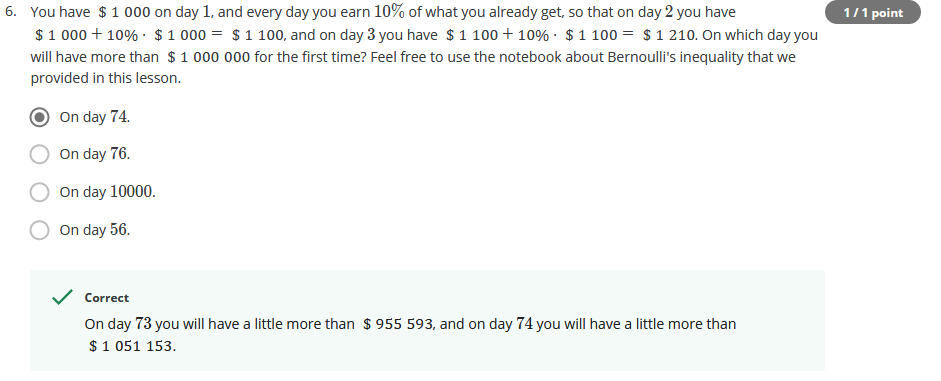 6. You have $ 1 000 on day 1, and every day you earn 10% of what you already get, so that on day 2 you have
$ 1 000 + 10% · $ 1 000 = $ 1 100, and on day 3 you have $ 1 100 + 10% · $ 1 100 = $ 1 210. On which day you
will have more than $ 1 000 000 for the first time? Feel free to use the notebook about Bernoulli's inequality that we
provided in this lesson.
1 / 1 point
On day 74.
On day 76.
On day 10000.
On day 56.
Correct
On day 73 you will have a little more than $ 955 593, and on day 74 you will have a little more than
$ 1 051 153.